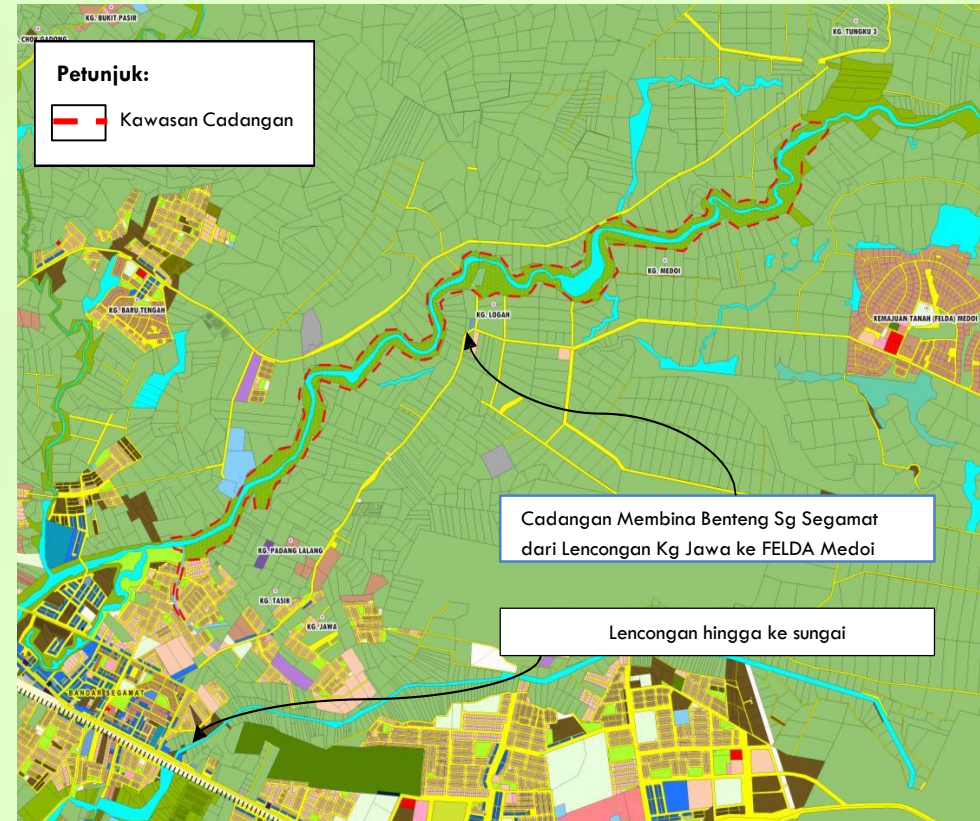 KG. BUKIT PASIR
KG. TUNGKU 3
CHOK GADONG
Petunjuk:
Kawasan Cadangan
KG. MEDOI
KG. BARU TENGAH
KG. LOGAH
KEMAJUAN TANAH (FELDA) MEDOI
Cadangan Membina Benteng Sg Segamat
dari Lencongan Kg Jawa ke FELDA Medoi
KG. PADANG LALANG
KG. TASIK
KG. JAWA
Lencongan hingga ke sungai
BANDAR SEGAMAT